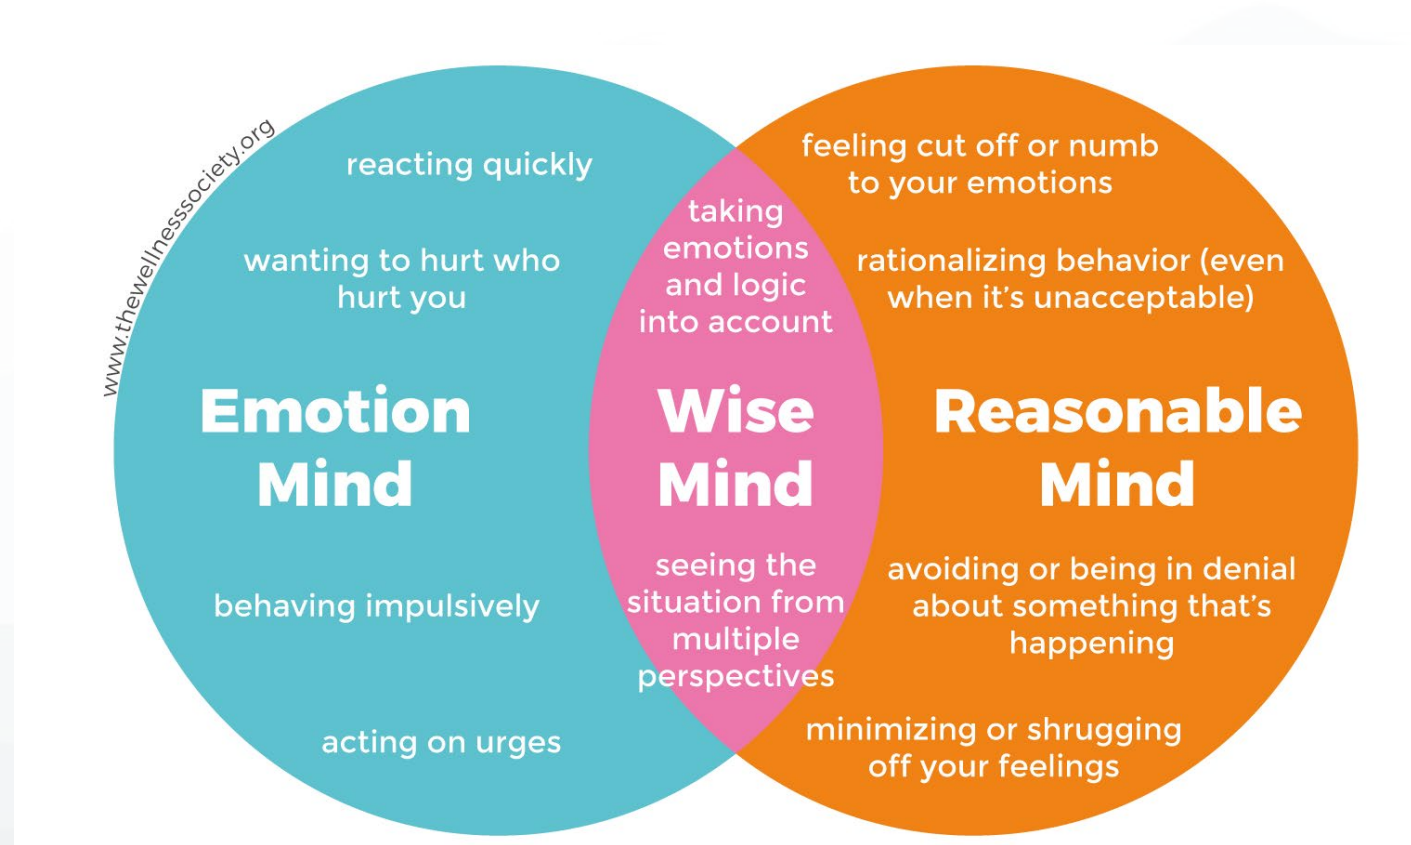 www.thewellnesssociety.org
reacting quickly
wanting to hurt who
hurt you
Emotion
Mind
behaving impulsively
acting on urges
taking
emotions
and logic
into account
Wise
Mind
seeing the
situation from
multiple
perspectives
feeling cut off or numb
to your emotions
rationalizing behavior (even
when it’s unacceptable)
Reasonable
Mind
avoiding or being in denial
about something that’s
happening
minimizing or shrugging
off your feelings